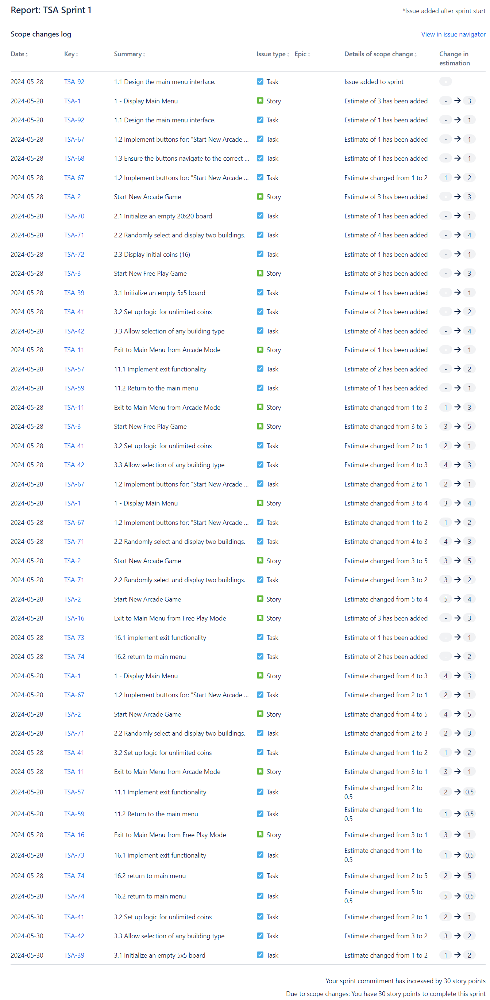 Report: TSA Sprint 1
*Issue added after sprint start
Scope changes log
View in issue navigator
Date Key Summary Issue type Epic Details of scope change Change in estimation
2024-05-28 TSA-92 1.1 Design the main menu interface. Task Issue added to sprint -
2024-05-28 TSA-1 1 - Display Main Menu Story Estimate of 3 has been added - → 3
2024-05-28 TSA-92 1.1 Design the main menu interface. Task Estimate of 1 has been added - → 1
2024-05-28 TSA-67 1.2 Implement buttons for: "Start New Arcade ... Task Estimate of 1 has been added - → 1
2024-05-28 TSA-68 1.3 Ensure the buttons navigate to the correct ... Task Estimate of 1 has been added - → 1
2024-05-28 TSA-67 1.2 Implement buttons for: "Start New Arcade ... Task Estimate changed from 1 to 2 1 → 2
2024-05-28 TSA-2 Start New Arcade Game Story Estimate of 3 has been added - → 3
2024-05-28 TSA-70 2.1 Initialize an empty 20x20 board Task Estimate of 1 has been added - → 1
2024-05-28 TSA-71 2.2 Randomly select and display two buildings. Task Estimate of 4 has been added - → 4
2024-05-28 TSA-72 2.3 Display initial coins (16) Task Estimate of 1 has been added - → 1
2024-05-28 TSA-3 Start New Free Play Game Story Estimate of 3 has been added - → 3
2024-05-28 TSA-39 3.1 Initialize an empty 5x5 board Task Estimate of 1 has been added - → 1
2024-05-28 TSA-41 3.2 Set up logic for unlimited coins Task Estimate of 2 has been added - → 2
2024-05-28 TSA-42 3.3 Allow selection of any building type Task Estimate of 4 has been added - → 4
2024-05-28 TSA-11 Exit to Main Menu from Arcade Mode Story Estimate of 1 has been added - → 1
2024-05-28 TSA-57 11.1 Implement exit functionality Task Estimate of 2 has been added - → 2
2024-05-28 TSA-59 11.2 Return to the main menu Task Estimate of 1 has been added - → 1
2024-05-28 TSA-11 Exit to Main Menu from Arcade Mode Story Estimate changed from 1 to 3 1 → 3
2024-05-28 TSA-3 Start New Free Play Game Story Estimate changed from 3 to 5 3 → 5
2024-05-28 TSA-41 3.2 Set up logic for unlimited coins Task Estimate changed from 2 to 1 2 → 1
2024-05-28 TSA-42 3.3 Allow selection of any building type Task Estimate changed from 4 to 3 4 → 3
2024-05-28 TSA-67 1.2 Implement buttons for: "Start New Arcade ... Task Estimate changed from 2 to 1 2 → 1
2024-05-28 TSA-1 1 - Display Main Menu Story Estimate changed from 3 to 4 3 → 4
2024-05-28 TSA-67 1.2 Implement buttons for: "Start New Arcade ... Task Estimate changed from 1 to 2 1 → 2
2024-05-28 TSA-71 2.2 Randomly select and display two buildings. Task Estimate changed from 4 to 3 4 → 3
2024-05-28 TSA-2 Start New Arcade Game Story Estimate changed from 3 to 5 3 → 5
2024-05-28 TSA-71 2.2 Randomly select and display two buildings. Task Estimate changed from 3 to 2 3 → 2
2024-05-28 TSA-2 Start New Arcade Game Story Estimate changed from 5 to 4 5 → 4
2024-05-28 TSA-16 Exit to Main Menu from Free Play Mode Story Estimate of 3 has been added - → 3
2024-05-28 TSA-73 16.1 implement exit functionality Task Estimate of 1 has been added - → 1
2024-05-28 TSA-74 16.2 return to main menu Task Estimate of 2 has been added - → 2
2024-05-28 TSA-1 1 - Display Main Menu Story Estimate changed from 4 to 3 4 → 3
2024-05-28 TSA-67 1.2 Implement buttons for: "Start New Arcade ... Task Estimate changed from 2 to 1 2 → 1
2024-05-28 TSA-2 Start New Arcade Game Story Estimate changed from 4 to 5 4 → 5
2024-05-28 TSA-71 2.2 Randomly select and display two buildings. Task Estimate changed from 2 to 3 2 → 3
2024-05-28 TSA-41 3.2 Set up logic for unlimited coins Task Estimate changed from 1 to 2 1 → 2
2024-05-28 TSA-11 Exit to Main Menu from Arcade Mode Story Estimate changed from 3 to 1 3 → 1
2024-05-28 TSA-57 11.1 Implement exit functionality Task Estimate changed from 2 to 0.5 2 → 0.5
2024-05-28 TSA-59 11.2 Return to the main menu Task Estimate changed from 1 to 0.5 1 → 0.5
2024-05-28 TSA-16 Exit to Main Menu from Free Play Mode Story Estimate changed from 3 to 1 3 → 1
2024-05-28 TSA-73 16.1 implement exit functionality Task Estimate changed from 1 to 0.5 1 → 0.5
2024-05-28 TSA-74 16.2 return to main menu Task Estimate changed from 2 to 5 2 → 5
2024-05-28 TSA-74 16.2 return to main menu Task Estimate changed from 5 to 0.5 5 → 0.5
2024-05-30 TSA-41 3.2 Set up logic for unlimited coins Task Estimate changed from 2 to 1 2 → 1
2024-05-30 TSA-42 3.3 Allow selection of any building type Task Estimate changed from 3 to 2 3 → 2
2024-05-30 TSA-39 3.1 Initialize an empty 5x5 board Task Estimate changed from 1 to 2 1 → 2
Your sprint commitment has increased by 30 story points
Due to scope changes: You have 30 story points to complete this sprint